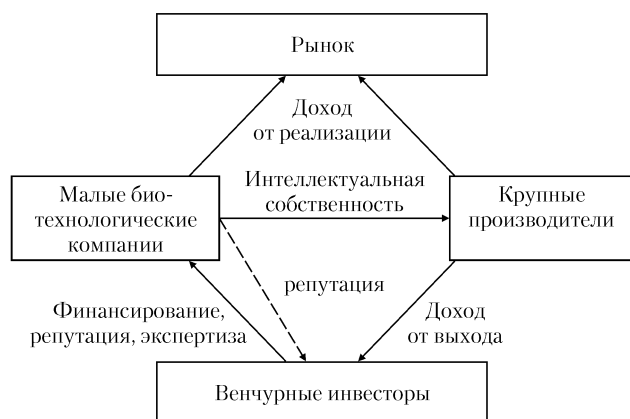 Рынок
Доход
от реализации
Малые био-
технологические
компании
Интеллектуальная
собственность
Крупные
производители
репутация
Финансирование,
репутация, экспертиза
Доход
от выхода
Венчурные инвесторы